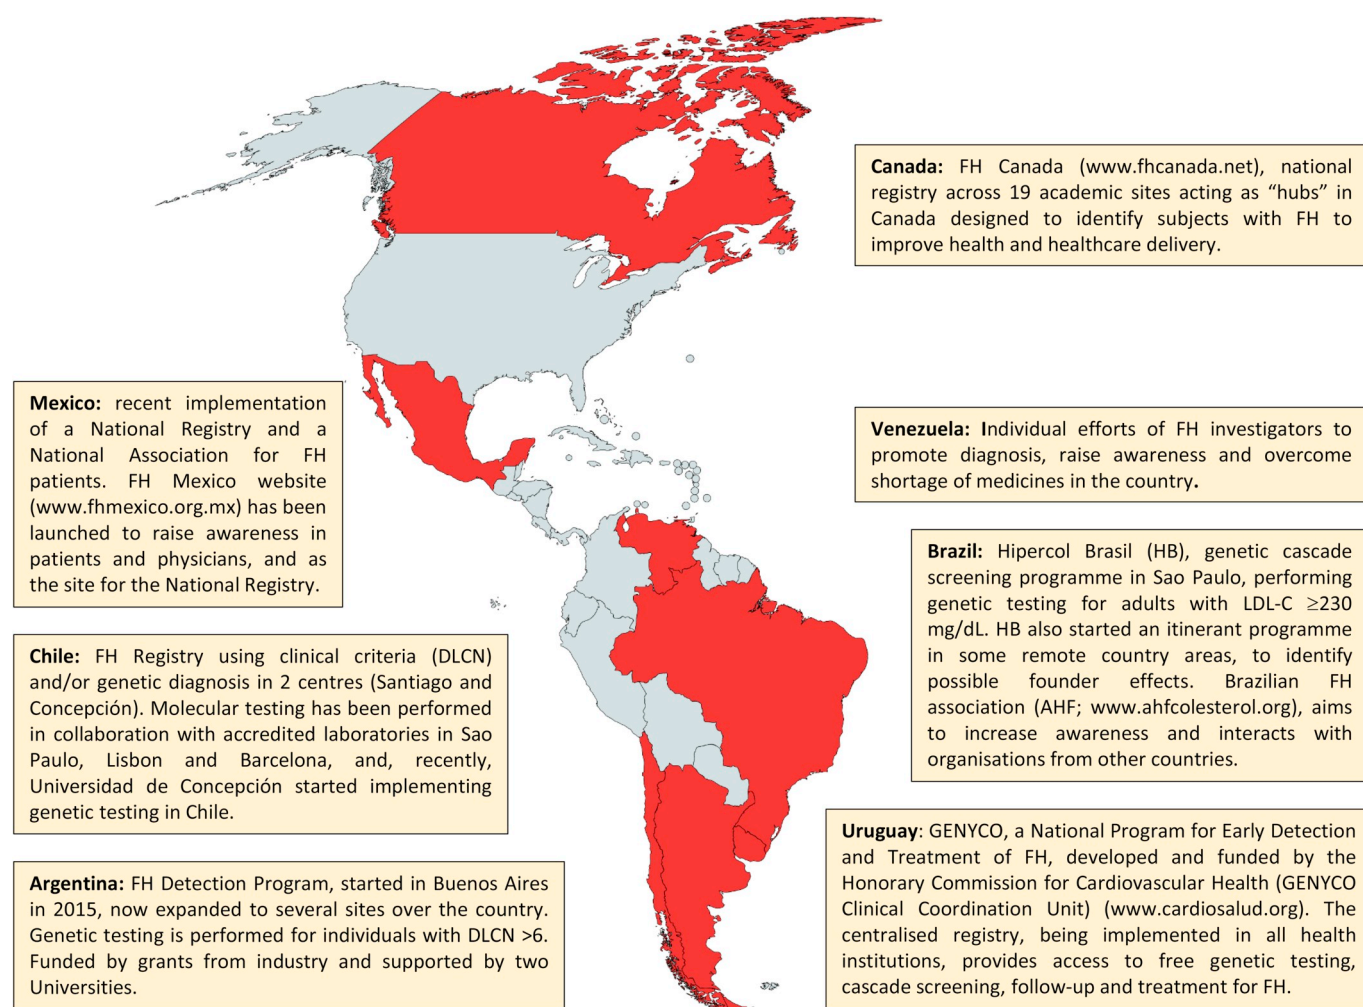 Canada: FH Canada (www.fhcanada.net), national
registry across 19 academic sites acting as “hubs” in
Canada designed to identify subjects with FH to
improve health and healthcare delivery.
Mexico: recent implementation
of a National Registry and a
National Association for FH
patients. FH Mexico website
(www.fhmexico.org.mx) has been
launched to raise awareness in
patients and physicians, and as
the site for the National Registry.
Venezuela: Individual efforts of FH investigators to
promote diagnosis, raise awareness and overcome
shortage of medicines in the country.
Brazil: Hipercol Brasil (HB), genetic cascade
screening programme in Sao Paulo, performing
genetic testing for adults with LDL-C ≥230
mg/dL. HB also started an itinerant programme
in some remote country areas, to identify
possible founder effects. Brazilian FH
association (AHF; www.ahfcolesterol.org), aims
to increase awareness and interacts with
organisations from other countries.
Chile: FH Registry using clinical criteria (DLCN)
and/or genetic diagnosis in 2 centres (Santiago and
Concepción). Molecular testing has been performed
in collaboration with accredited laboratories in Sao
Paulo, Lisbon and Barcelona, and, recently,
Universidad de Concepción started implementing
genetic testing in Chile.
Uruguay: GENYCO, a National Program for Early Detection
and Treatment of FH, developed and funded by the
Honorary Commission for Cardiovascular Health (GENYCO
Clinical Coordination Unit) (www.cardiosalud.org). The
centralised registry, being implemented in all health
institutions, provides access to free genetic testing,
cascade screening, follow-up and treatment for FH.
Argentina: FH Detection Program, started in Buenos Aires
in 2015, now expanded to several sites over the country.
Genetic testing is performed for individuals with DLCN >6.
Funded by grants from industry and supported by two
Universities.